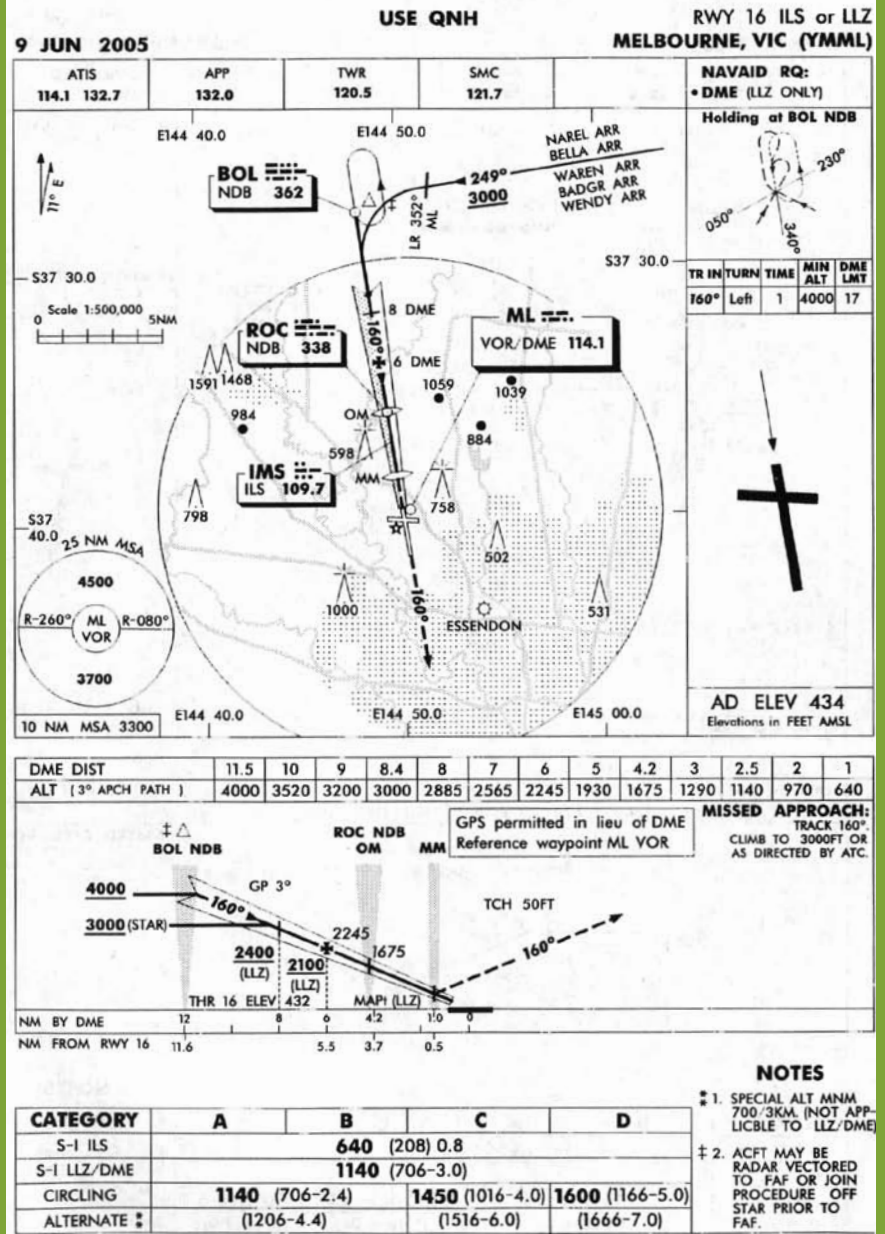 USE QNH
RWY 16 ILS or LLZ
9 JUN 2005
MELBOURNE, VIC (YMML)
ATIS
114.1 132.7
APP
132.0
TWR
120.5
SMC
121.7
NAVAID RQ:
• DME (LLZ ONLY)
Holding at BOL NDB
230°
050°
340°
TR IN TURN TIME MIN ALT DME LMT
160° Left 1 4000 17
E144 40.0
E144 50.0
11° E
BOL
NDB 362
NAREL ARR
BELLA ARR
249°
3000
WAREN ARR
BADGR ARR
WENDY ARR
LR 352°
ML
S37 30.0
S37 30.0
Scale 1:500,000
0 5NM
8 DME
160°
ROC
NDB 338
ML
VOR/DME 114.1
6 DME
1591
1468
1059
1039
984
OM
884
598
IMS
ILS 109.7
MM
798
758
S37
40.0
502
25 NM MSA
4500
R-260°
ML
VOR
R-080°
3700
1000
160°
ESSENDON
531
10 NM MSA 3300
E144 40.0
E144 50.0
E145 00.0
AD ELEV 434
Elevations in FEET AMSL
DME DIST 11.5 10 9 8.4 8 7 6 5 4.2 3 2.5 2 1
ALT (3° APCH PATH) 4000 3520 3200 3000 2885 2565 2245 1930 1675 1290 1140 970 640
‡ △
BOL NDB
ROC NDB
OM
MM
GPS permitted in lieu of DME
Reference waypoint ML VOR
MISSED APPROACH:
TRACK 160°.
CLIMB TO 3000FT OR
AS DIRECTED BY ATC.
4000
GP 3°
160°
3000 (STAR)
2245
TCH 50FT
1675
160°
2400
(LLZ)
2100
(LLZ)
THR 16 ELEV 432
MAPt (LLZ)
NM BY DME 12 8 6 4.2 1.0 0
NM FROM RWY 16 11.6 5.5 3.7 0.5
CATEGORY A B C D
S-I ILS 640 (208) 0.8
S-I LLZ/DME 1140 (706-3.0)
CIRCLING 1140 (706-2.4) 1450 (1016-4.0) 1600 (1166-5.0)
ALTERNATE (1206-4.4) (1516-6.0) (1666-7.0)
NOTES
1. SPECIAL ALT MNM
700/3KM. (NOT APP-
LICBLE TO LLZ/DME)
‡ 2. ACFT MAY BE
RADAR VECTORED
TO FAF OR JOIN
PROCEDURE OFF
STAR PRIOR TO
FAF.